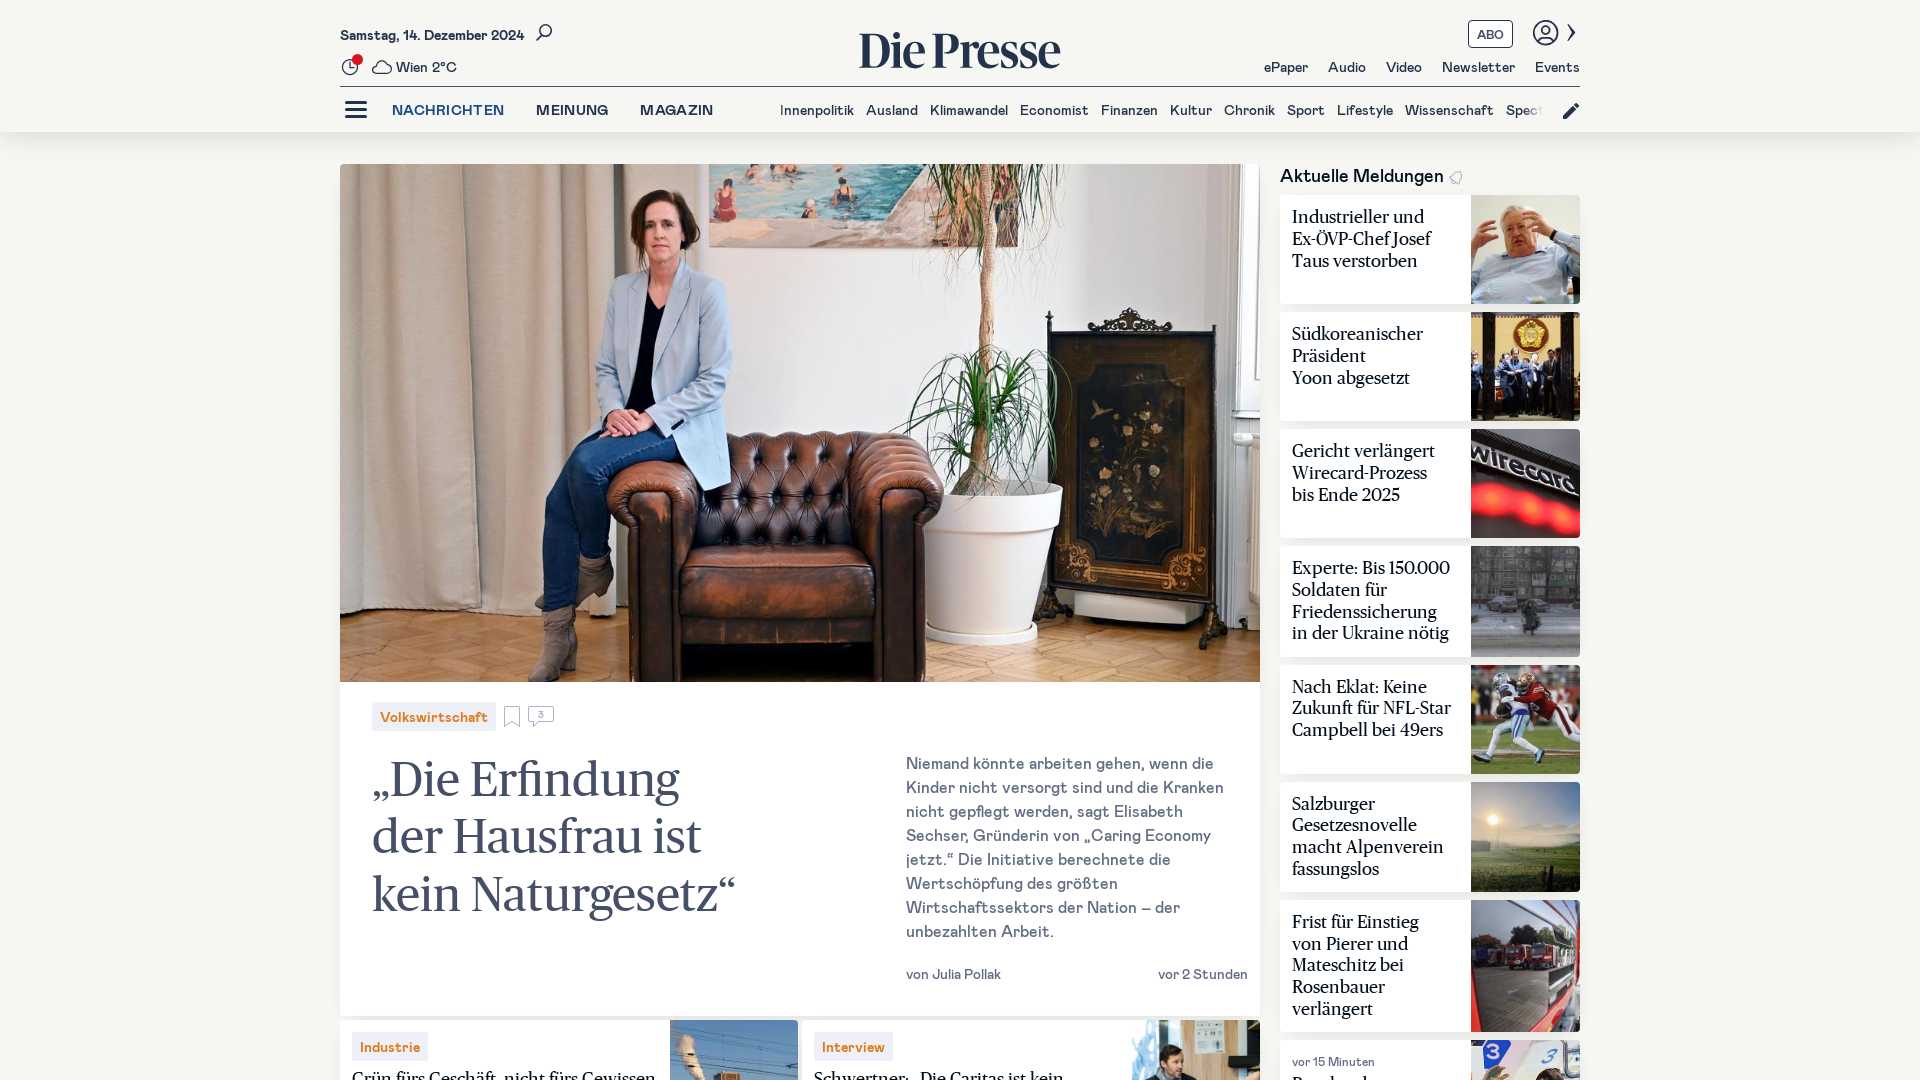 Samstag, 14. Dezember 2024
Wien 2°C
Die Presse
ABO
ePaper Audio Video Newsletter Events
NACHRICHTEN MEINUNG MAGAZIN
Innenpolitik Ausland Klimawandel Economist Finanzen Kultur Chronik Sport Lifestyle Wissenschaft Spect
Volkswirtschaft
3
„Die Erfindung
der Hausfrau ist
kein Naturgesetz“
Niemand könnte arbeiten gehen, wenn die
Kinder nicht versorgt sind und die Kranken
nicht gepflegt werden, sagt Elisabeth
Sechser, Gründerin von „Caring Economy
jetzt.“ Die Initiative berechnete die
Wertschöpfung des größten
Wirtschaftssektors der Nation – der
unbezahlten Arbeit.
von Julia Pollak vor 2 Stunden
Industrie
Grün fürs Geschäft, nicht fürs Gewissen
Interview
Schwertner: „Die Caritas ist kein
Aktuelle Meldungen
Industrieller und
Ex-ÖVP-Chef Josef
Taus verstorben
Südkoreanischer
Präsident
Yoon abgesetzt
Gericht verlängert
Wirecard-Prozess
bis Ende 2025
wirecard
Experte: Bis 150.000
Soldaten für
Friedenssicherung
in der Ukraine nötig
Nach Eklat: Keine
Zukunft für NFL-Star
Campbell bei 49ers
Salzburger
Gesetzesnovelle
macht Alpenverein
fassungslos
Frist für Einstieg
von Pierer und
Mateschitz bei
Rosenbauer
verlängert
vor 15 Minuten
3
3